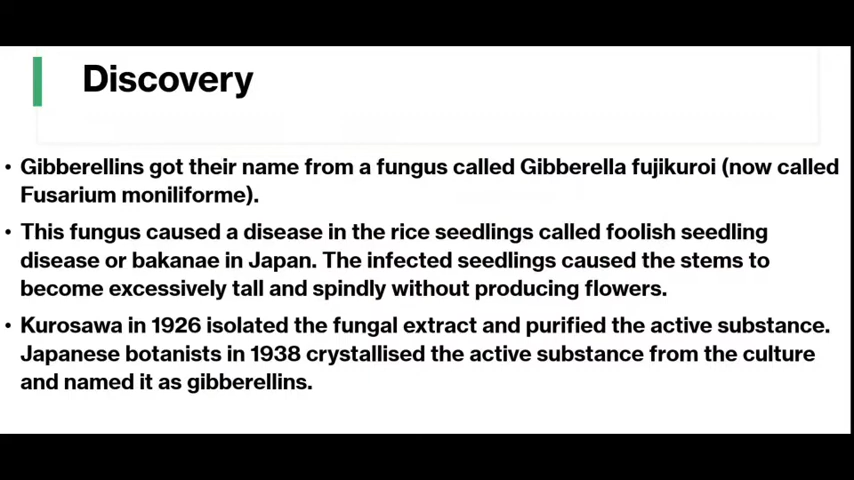 Discovery
• Gibberellins got their name from a fungus called Gibberella fujikuroi (now called
Fusarium moniliforme).
• This fungus caused a disease in the rice seedlings called foolish seedling
disease or bakanae in Japan. The infected seedlings caused the stems to
become excessively tall and spindly without producing flowers.
• Kurosawa in 1926 isolated the fungal extract and purified the active substance.
Japanese botanists in 1938 crystallised the active substance from the culture
and named it as gibberellins.